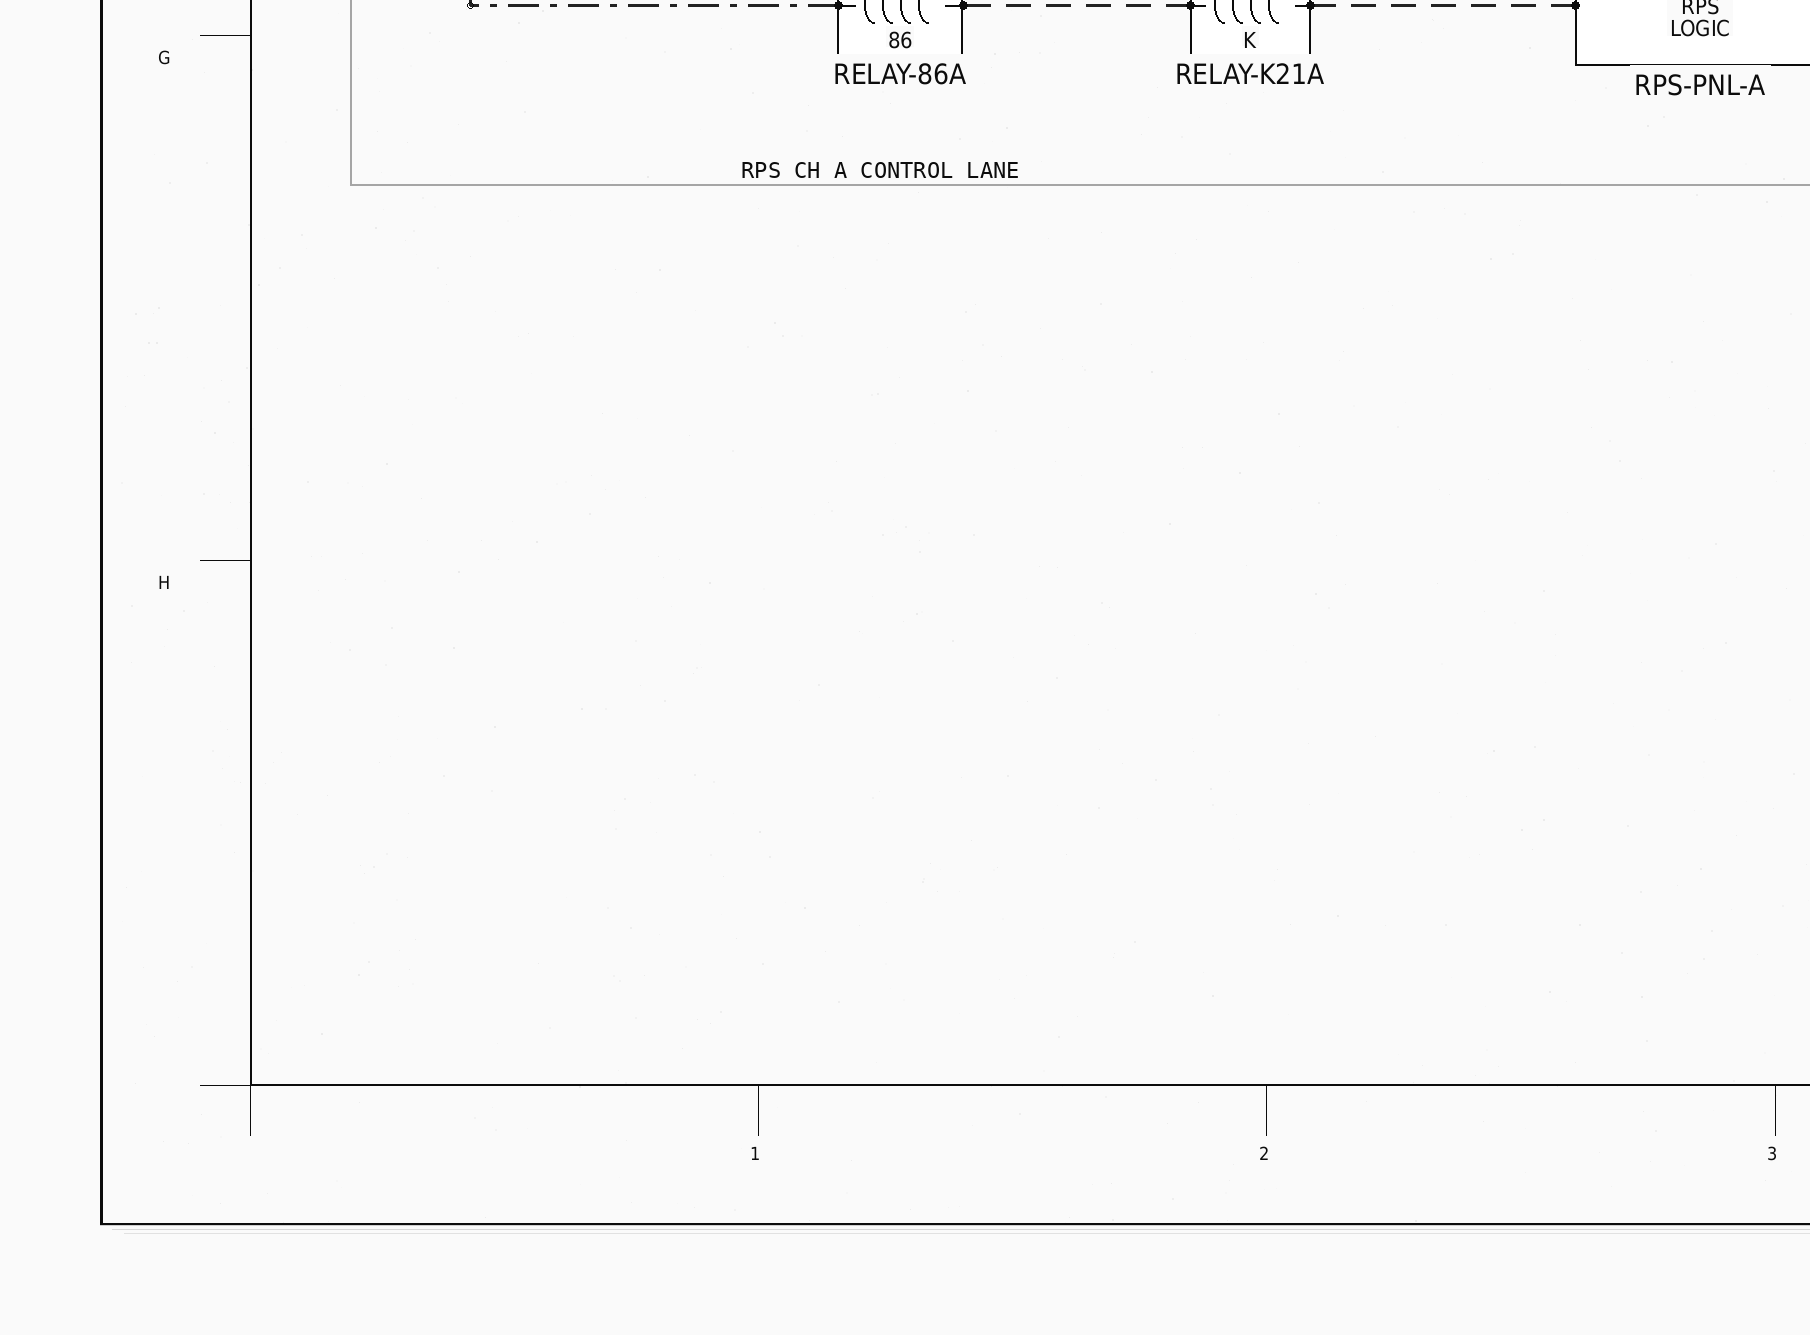 RPS
LOGIC
86
K
G
RELAY-86A
RELAY-K21A
RPS-PNL-A
RPS CH A CONTROL LANE
H
1
2
3